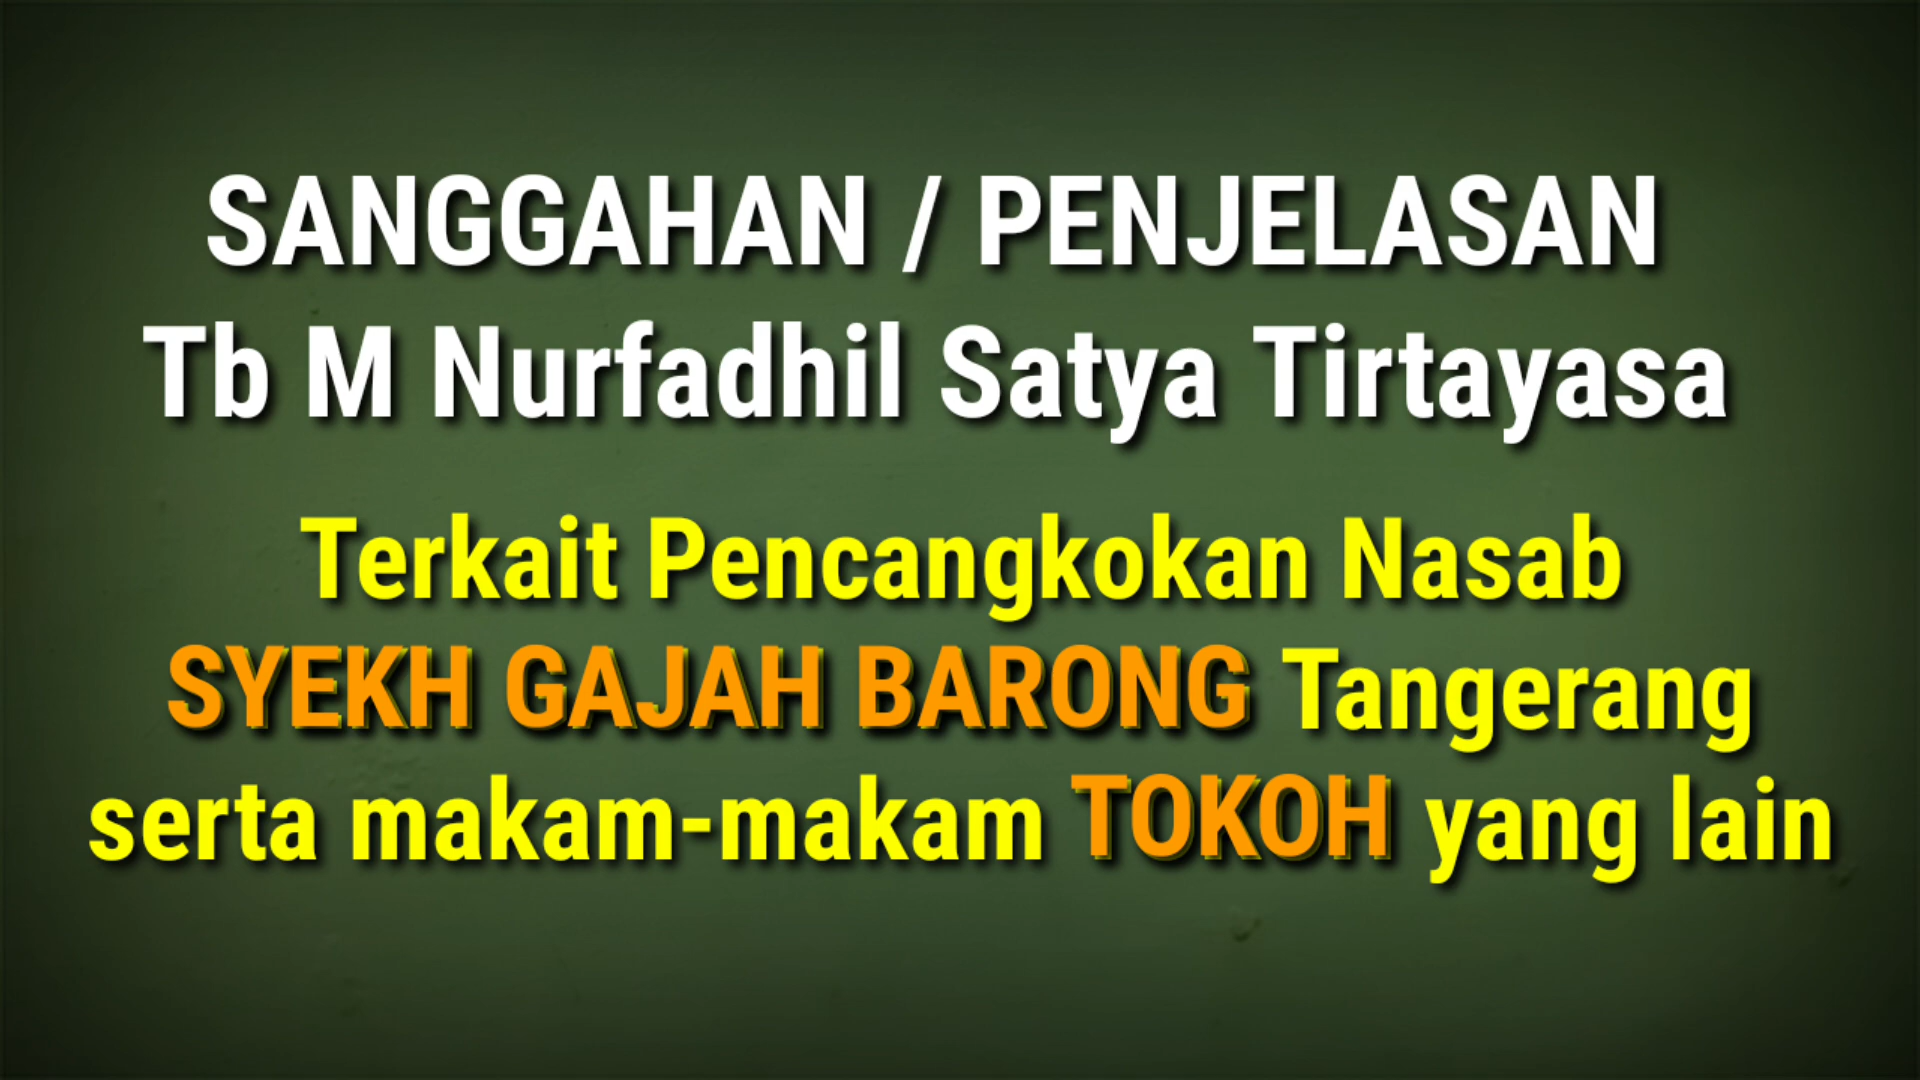 SANGGAHAN / PENJELASAN
Tb M Nurfadhil Satya Tirtayasa
Terkait Pencangkokan Nasab
SYEKH GAJAH BARONG Tangerang
serta makam-makam TOKOH yang lain